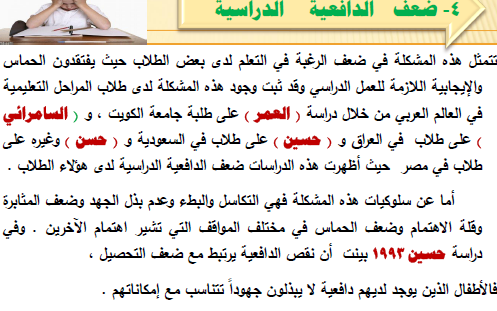 ٤- ضعف الدافعية الدراسية
تتمثل هذه المشكلة في ضعف الرغبة في التعلم لدى بعض الطلاب حيث يفتقدون الحماس
والإيجابية اللازمة للعمل الدراسي وقد ثبت وجود هذه المشكلة لدى طلاب المراحل التعليمية
في العالم العربي من خلال دراسة ( العمر ) على طلبة جامعة الكويت ، و ( السامرائي
) على طلاب في العراق و ( حسين ) على طلاب في السعودية و ( حسن ) وغيره على
طلاب في مصر حيث أظهرت هذه الدراسات ضعف الدافعية الدراسية لدى هؤلاء الطلاب .
أما عن سلوكيات هذه المشكلة فهي التكاسل والبطء وعدم بذل الجهد وضعف المثابرة
وقلة الاهتمام وضعف الحماس في مختلف المواقف التي تشير اهتمام الآخرين . وفي
دراسة حسين ١٩٩٣ بينت أن نقص الدافعية يرتبط مع ضعف التحصيل ،
فالأطفال الذين يوجد لديهم دافعية لا يبذلون جهوداً تتناسب مع إمكاناتهم .